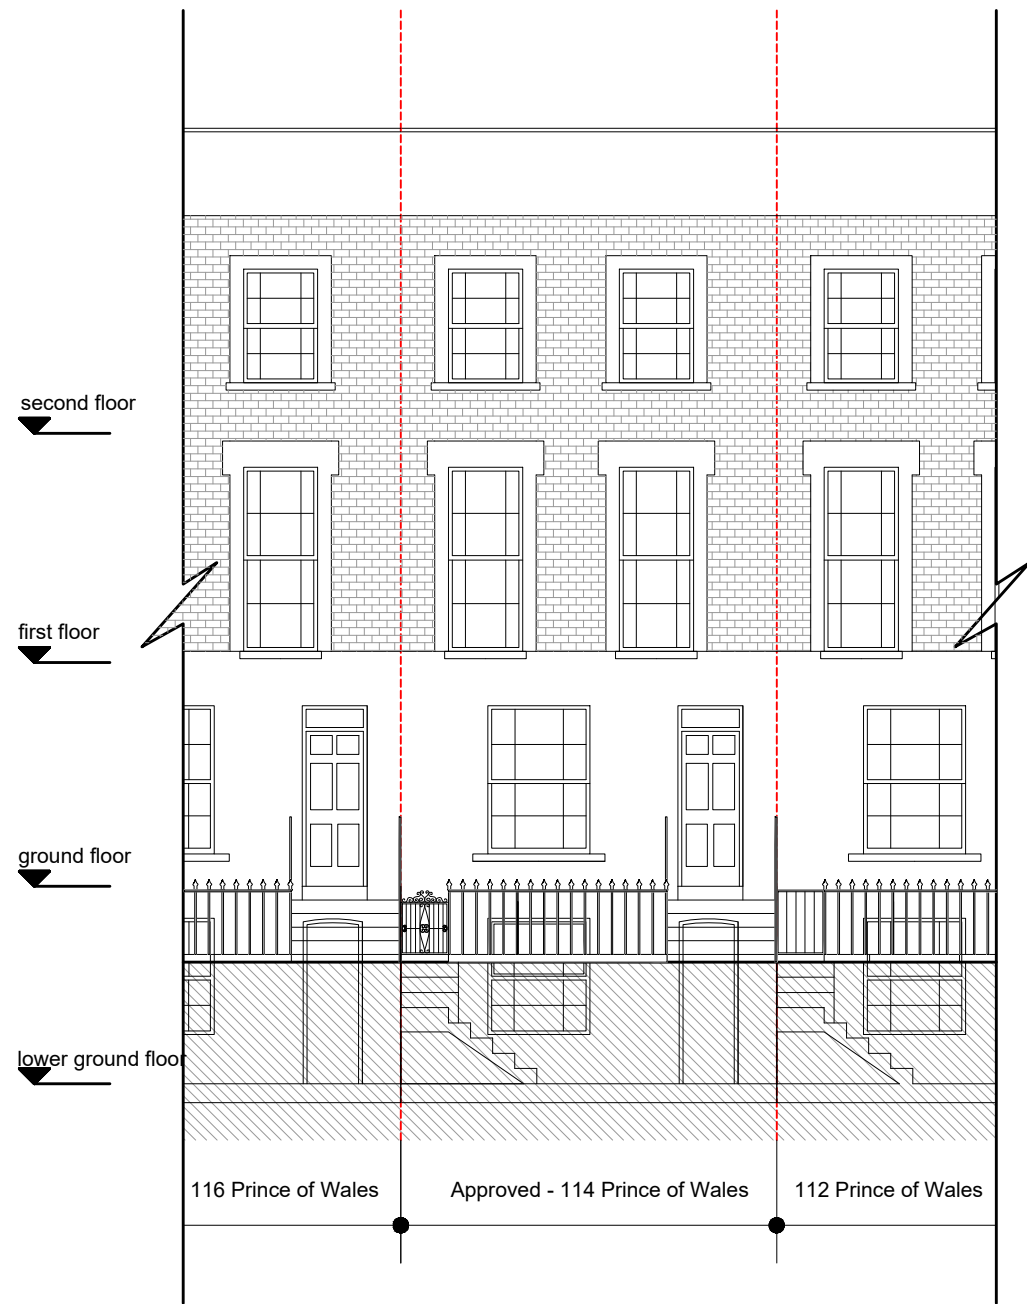 second floor
first floor
ground floor
lower ground floor
116 Prince of Wales
Approved - 114 Prince of Wales
112 Prince of Wales